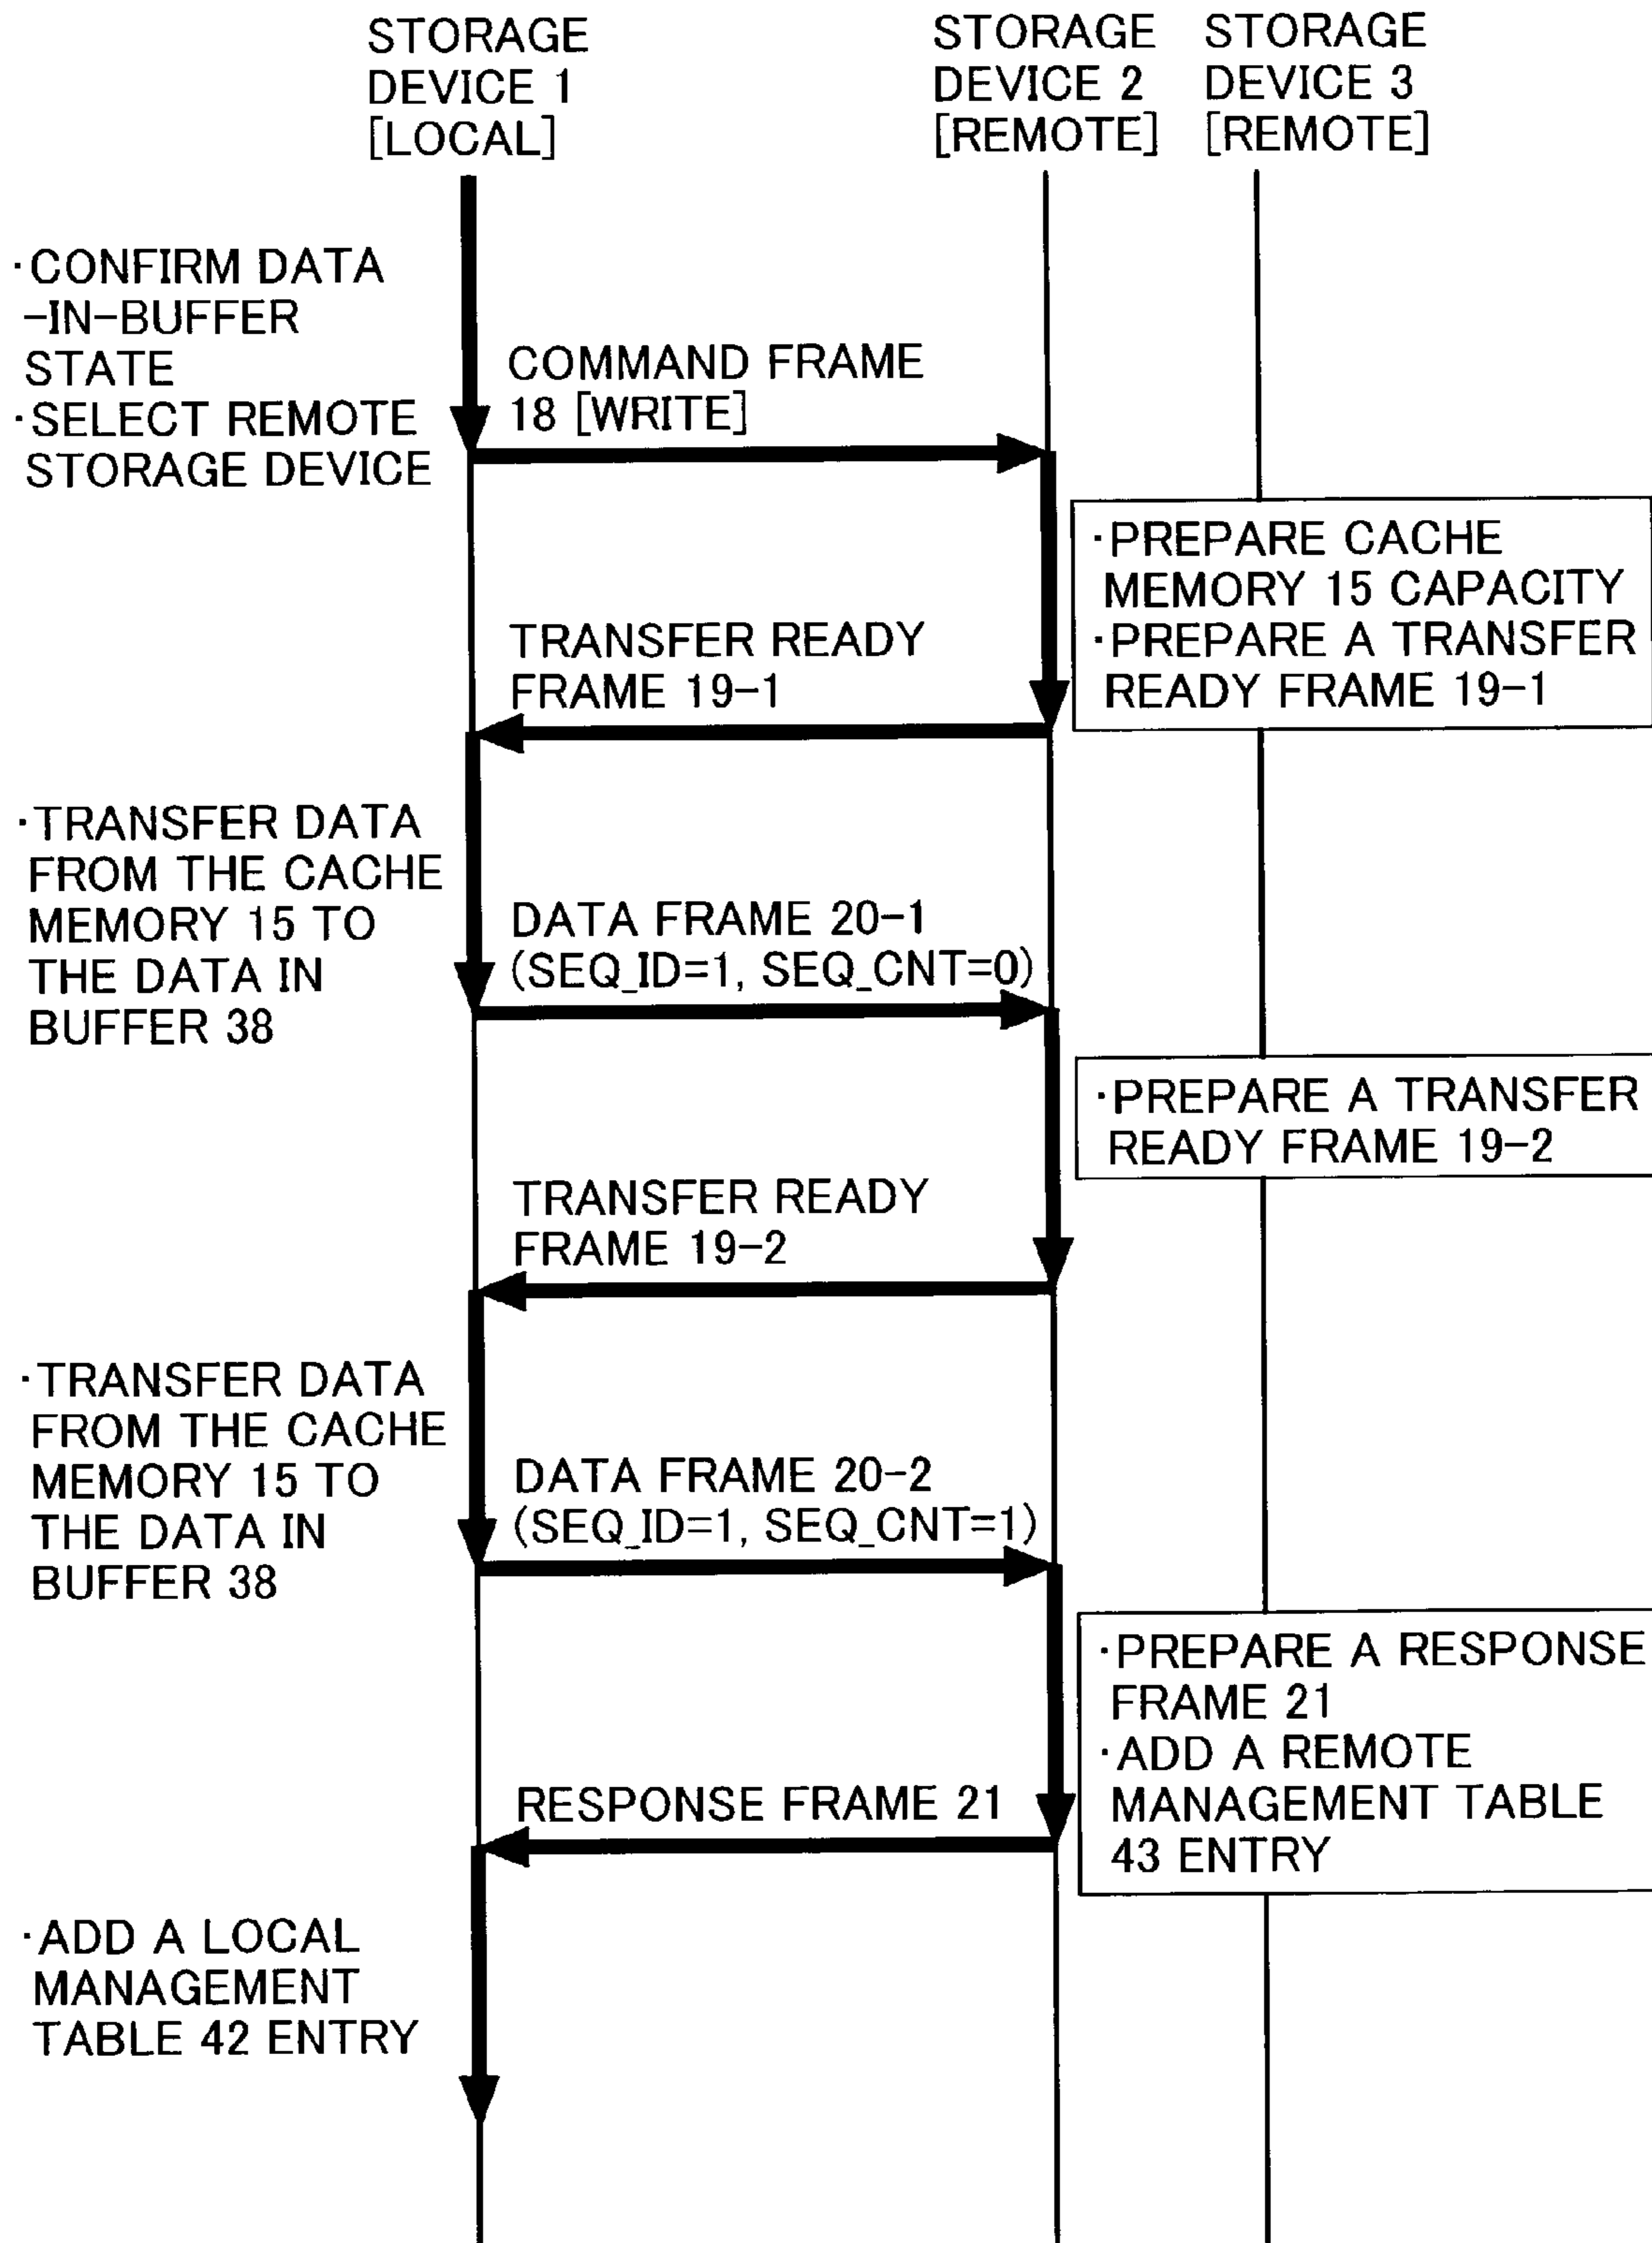 STORAGE
DEVICE 1
[LOCAL]
STORAGE
DEVICE 2
[REMOTE]
STORAGE
DEVICE 3
[REMOTE]
·CONFIRM DATA
-IN-BUFFER
STATE
·SELECT REMOTE
STORAGE DEVICE
COMMAND FRAME
18 [WRITE]
·PREPARE CACHE
MEMORY 15 CAPACITY
·PREPARE A TRANSFER
READY FRAME 19-1
TRANSFER READY
FRAME 19-1
·TRANSFER DATA
FROM THE CACHE
MEMORY 15 TO
THE DATA IN
BUFFER 38
DATA FRAME 20-1
(SEQ_ID=1, SEQ_CNT=0)
·PREPARE A TRANSFER
READY FRAME 19-2
TRANSFER READY
FRAME 19-2
·TRANSFER DATA
FROM THE CACHE
MEMORY 15 TO
THE DATA IN
BUFFER 38
DATA FRAME 20-2
(SEQ_ID=1, SEQ_CNT=1)
·PREPARE A RESPONSE
FRAME 21
·ADD A REMOTE
MANAGEMENT TABLE
43 ENTRY
RESPONSE FRAME 21
·ADD A LOCAL
MANAGEMENT
TABLE 42 ENTRY